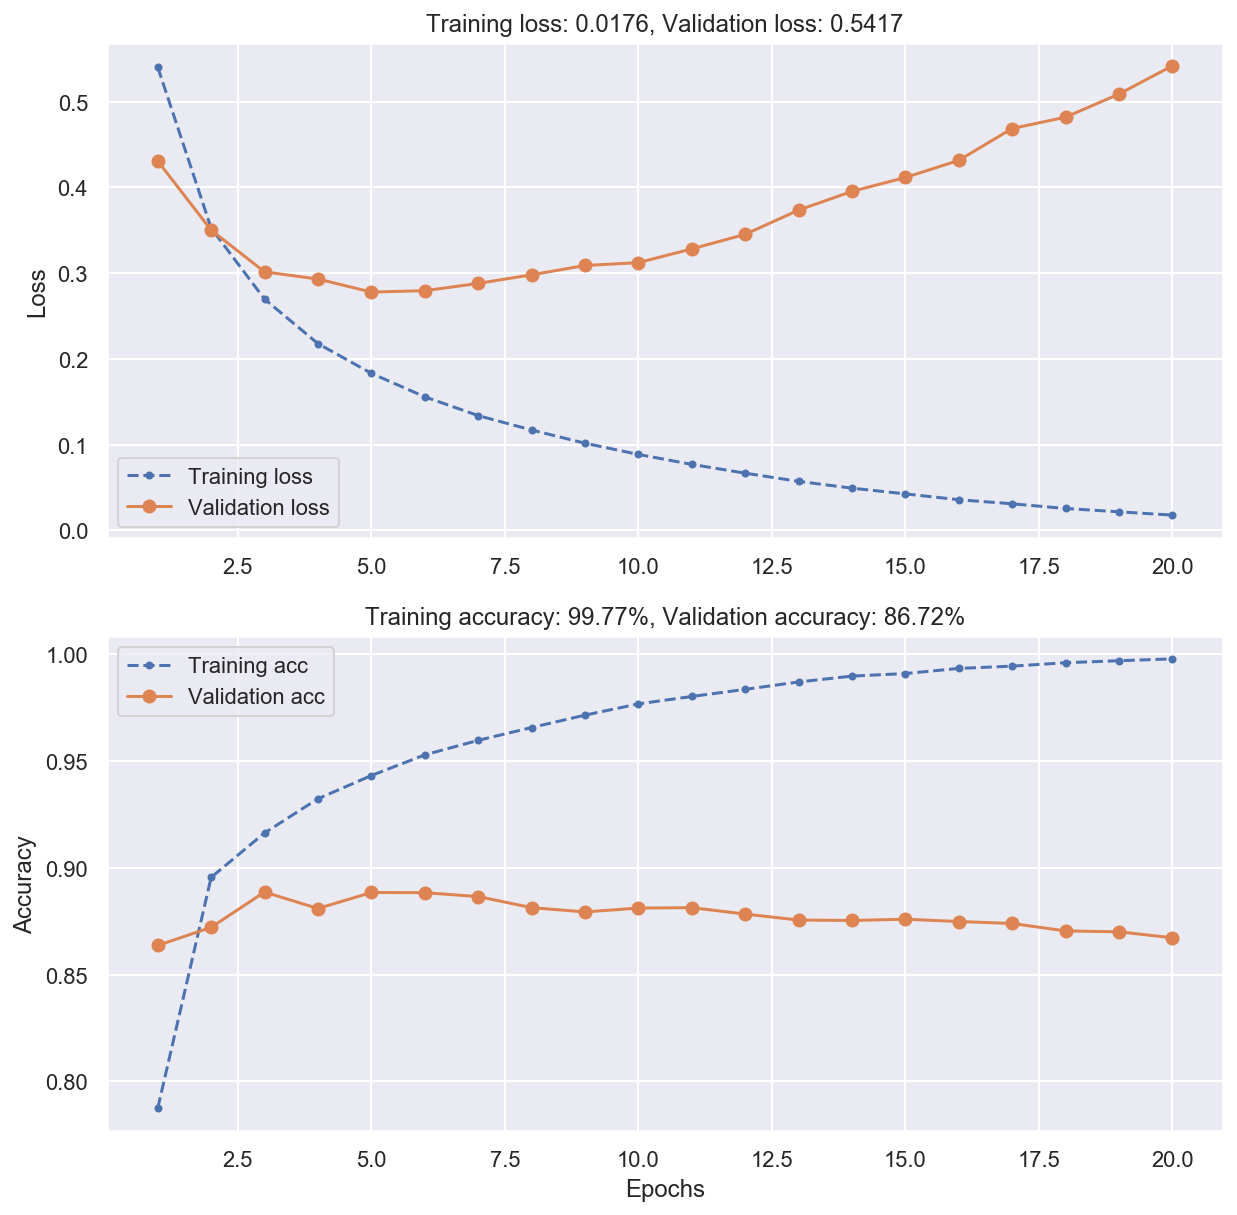 Training loss: 0.0176, Validation loss: 0.5417
Loss
0.5
0.4
0.3
0.2
0.1
0.0
Training loss
Validation loss
2.5 5.0 7.5 10.0 12.5 15.0 17.5 20.0
Training accuracy: 99.77%, Validation accuracy: 86.72%
Accuracy
1.00
0.95
0.90
0.85
0.80
Training acc
Validation acc
2.5 5.0 7.5 10.0 12.5 15.0 17.5 20.0
Epochs